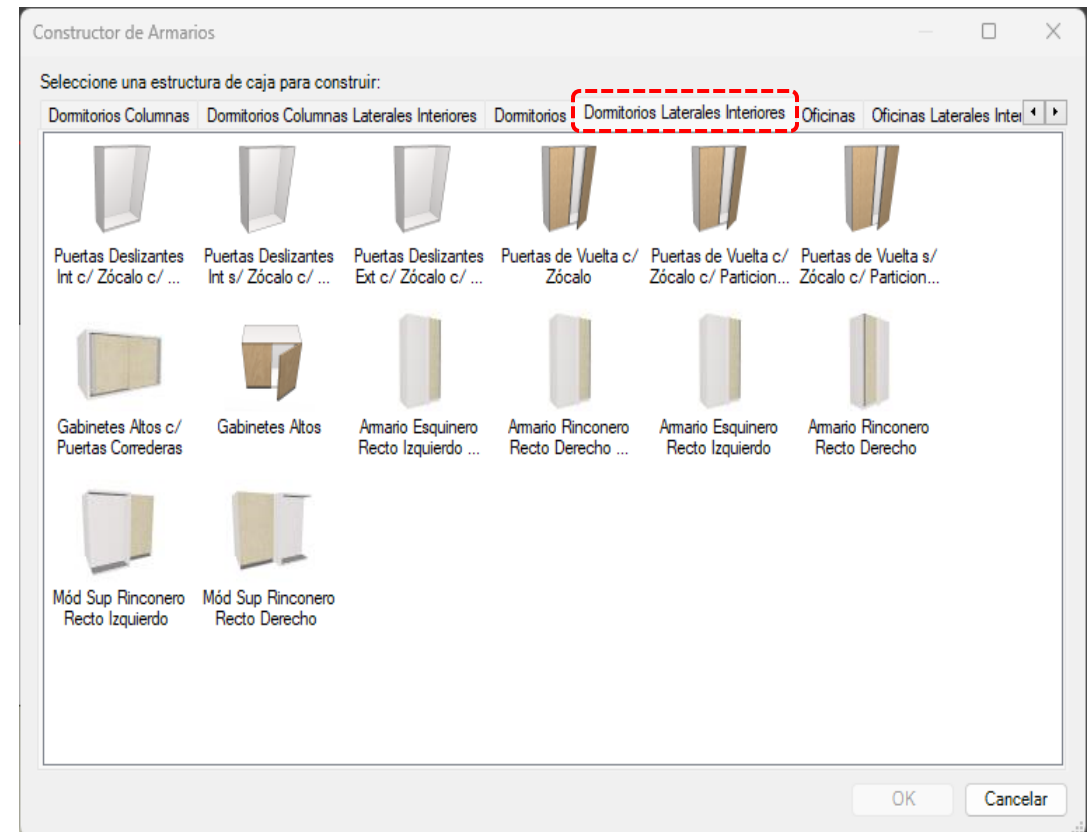 Constructor de Armarios
Seleccione una estructura de caja para construir:
Dormitorios Columnas Dormitorios Columnas Laterales Interiores Dormitorios Dormitorios Laterales Interiores Oficinas Oficinas Laterales Inter
Puertas Deslizantes Puertas Deslizantes Puertas Deslizantes Puertas de Vuelta c/ Puertas de Vuelta c/ Puertas de Vuelta s/
Int c/ Zócalo c/ ... Int s/ Zócalo c/ ... Ext c/ Zócalo c/ ... Zócalo Zócalo c/ Particion... Zócalo c/ Particion...
Gabinetes Altos c/ Gabinetes Altos Armario Esquinero Armario Rinconero Armario Esquinero Armario Rinconero
Puertas Correderas Recto Izquierdo ... Recto Derecho ... Recto Izquierdo Recto Derecho
Mód Sup Rinconero Mód Sup Rinconero
Recto Izquierdo Recto Derecho
OK Cancelar